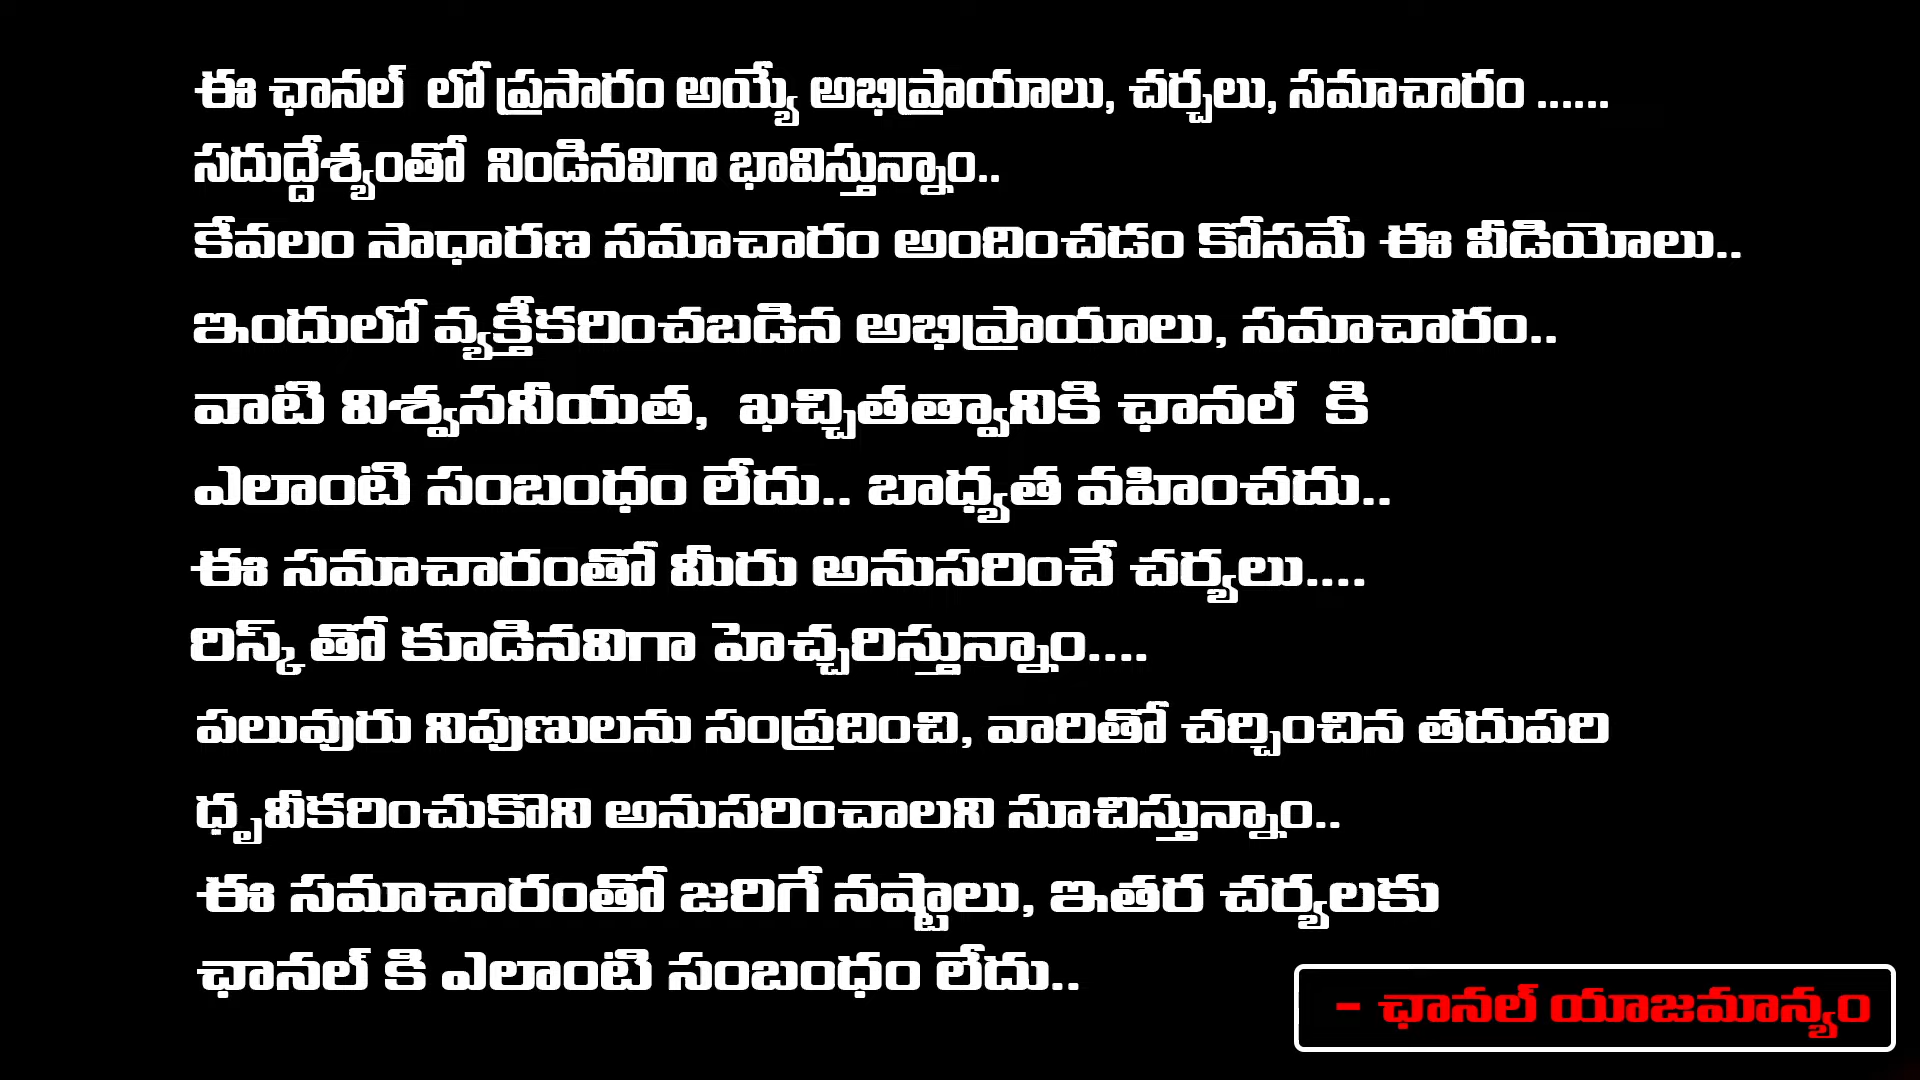 ఈ ఛానల్ లో ప్రసారం అయ్యే అభిప్రాయాలు, చర్చలు, సమాచారం ......
సదుద్దేశ్యంతో నిండినవిగా భావిస్తున్నాం..
కేవలం సాధారణ సమాచారం అందించడం కోసమే ఈ వీడియోలు..
ఇందులో వ్యక్తీకరించబడిన అభిప్రాయాలు, సమాచారం..
వాటి విశ్వసనీయత, ఖచ్చితత్వానికి ఛానల్ కి
ఎలాంటి సంబంధం లేదు.. బాధ్యత వహించదు..
ఈ సమాచారంతో మీరు అనుసరించే చర్యలు....
రిస్క్ తో కూడినవిగా హెచ్చరిస్తున్నాం....
పలువురు నిపుణులను సంప్రదించి, వారితో చర్చించిన తదుపరి
ధృవీకరించుకొని అనుసరించాలని సూచిస్తున్నాం..
ఈ సమాచారంతో జరిగే నష్టాలు, ఇతర చర్యలకు
ఛానల్ కి ఎలాంటి సంబంధం లేదు..
- ఛానల్ యాజమాన్యం